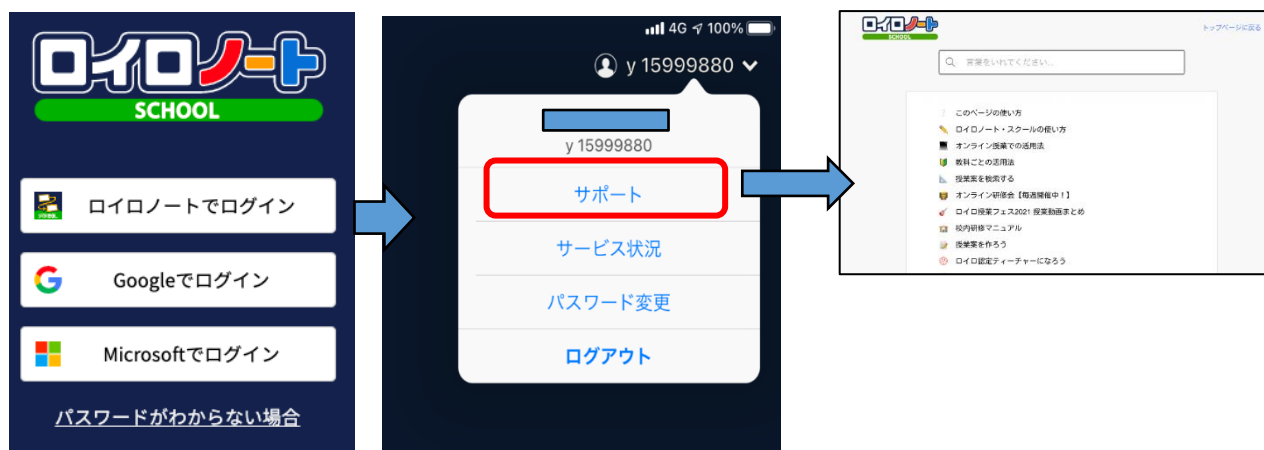 ロイロノート
SCHOOL
ロイロノートでログイン
Googleでログイン
Microsoftでログイン
パスワードがわからない場合
4G 100%
y 15999880
y 15999880
サポート
サービス状況
パスワード変更
ログアウト
ロイロノート
SCHOOL
トップページに戻る
言葉をいれてください...
このページの使い方
ロイロノート・スクールの使い方
オンライン授業での活用法
教科ごとの活用法
授業案を検索する
オンライン研修会【毎週開催中！】
ロイロ授業フェス2021 授業動画まとめ
校内研修マニュアル
授業案を作ろう
ロイロ認定ティーチャーになろう